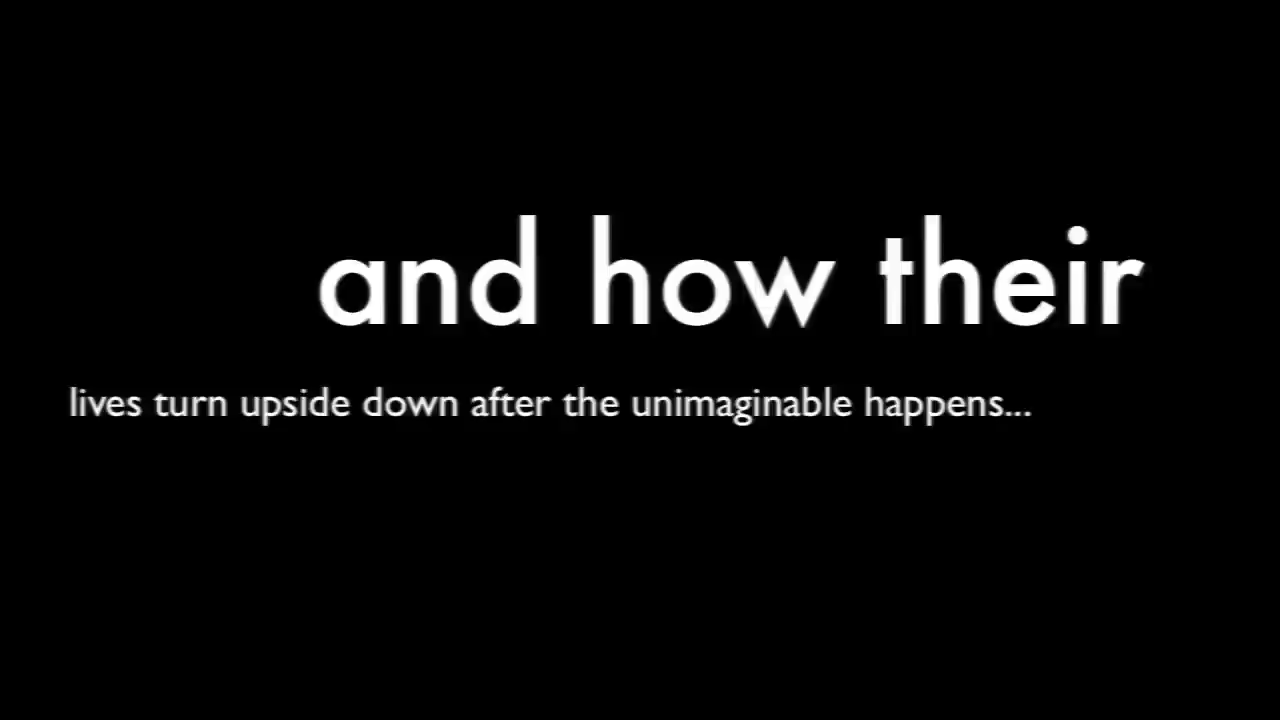 and how their
lives turn upside down after the unimaginable happens...